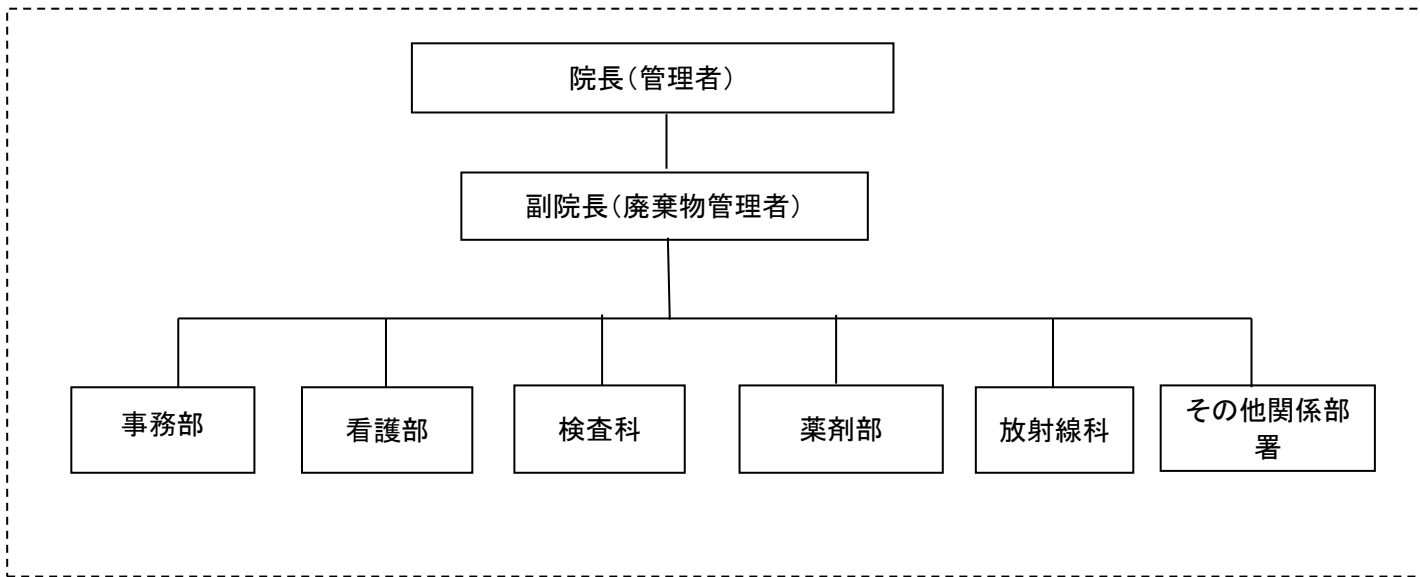 院長（管理者）
副院長（廃棄物管理者）
事務部
看護部
検査科
薬剤部
放射線科
その他関係部
署